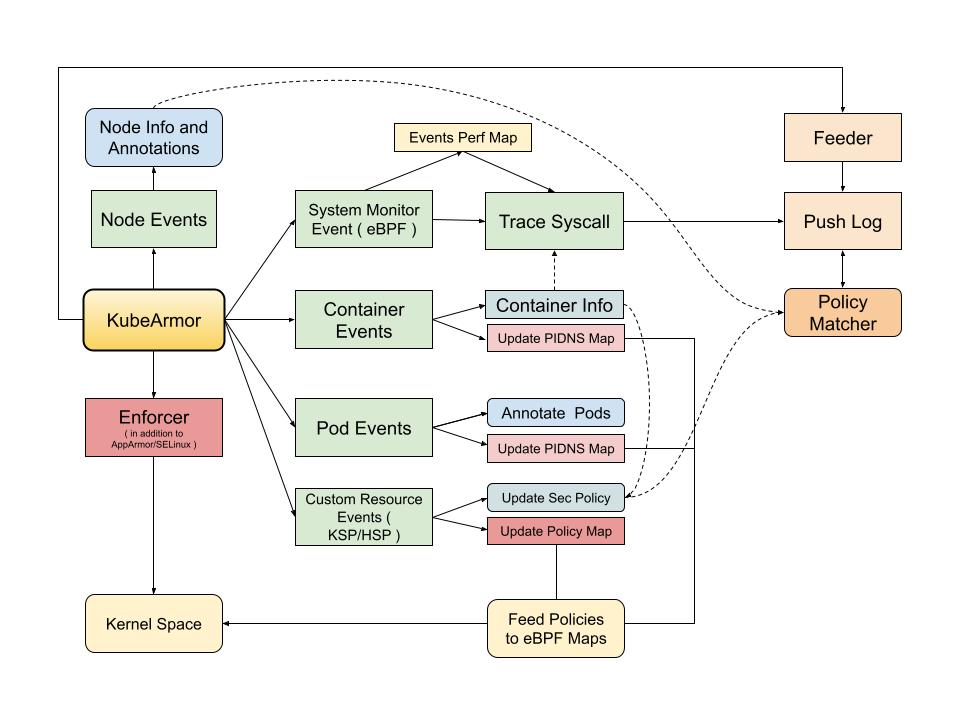 Node Info and
Annotations
Node Events
KubeArmor
Enforcer
( in addition to
AppArmor/SELinux )
Kernel Space
Events Perf Map
System Monitor
Event ( eBPF )
Trace Syscall
Container
Events
Container Info
Update PIDNS Map
Pod Events
Annotate Pods
Update PIDNS Map
Custom Resource
Events (
KSP/HSP )
Update Sec Policy
Update Policy Map
Feed Policies
to eBPF Maps
Feeder
Push Log
Policy
Matcher